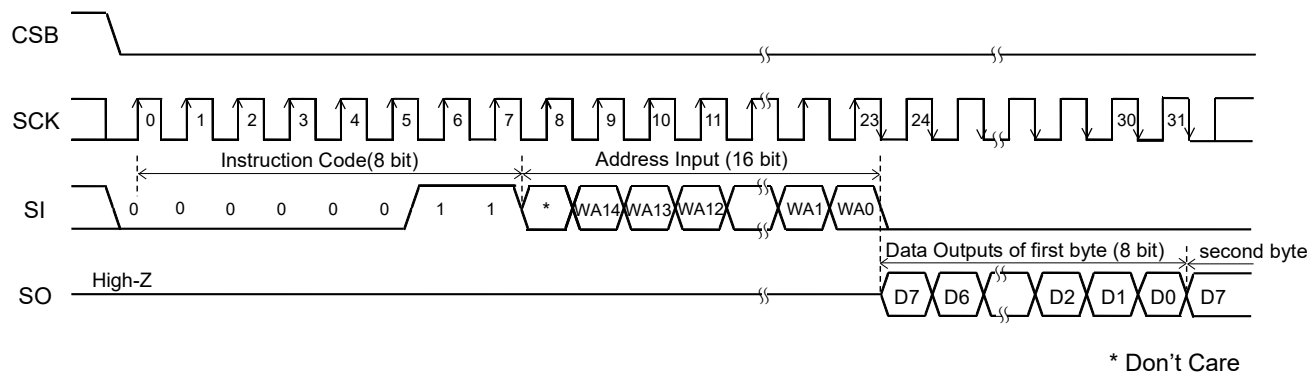 CSB
SCK 0 1 2 3 4 5 6 7 8 9 10 11 23 24 30 31
Instruction Code(8 bit) Address Input (16 bit)
SI 0 0 0 0 0 0 1 1 * WA14 WA13 WA12 WA1 WA0
Data Outputs of first byte (8 bit) second byte
High-Z
SO D7 D6 D2 D1 D0 D7
* Don't Care